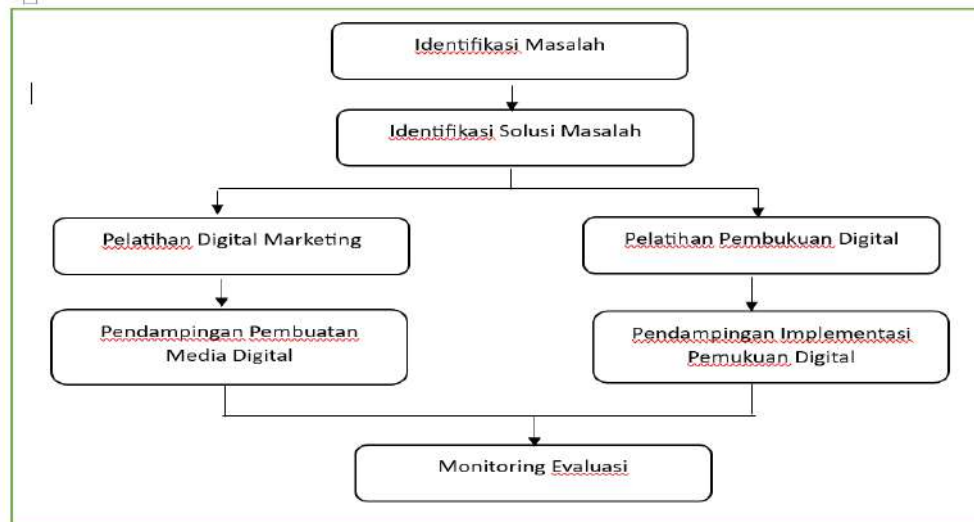 Identifikasi Masalah
Identifikasi Solusi Masalah
Pelatihan Digital Marketing
Pelatihan Pembukuan Digital
Pendampingan Pembuatan
Media Digital
Pendampingan Implementasi
Pemukuan Digital
Monitoring Evaluasi